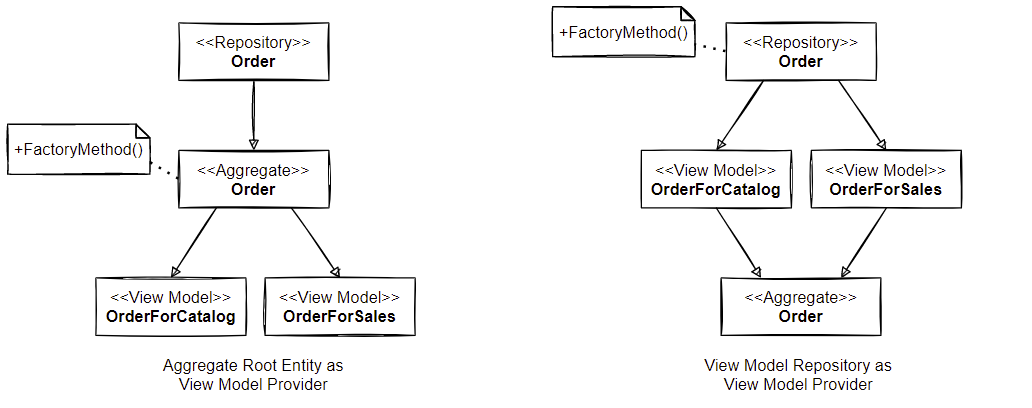 <<Repository>>
Order
+FactoryMethod()
<<Aggregate>>
Order
<<View Model>>
OrderForCatalog
<<View Model>>
OrderForSales
Aggregate Root Entity as
View Model Provider
+FactoryMethod()
<<Repository>>
Order
<<View Model>>
OrderForCatalog
<<View Model>>
OrderForSales
<<Aggregate>>
Order
View Model Repository as
View Model Provider